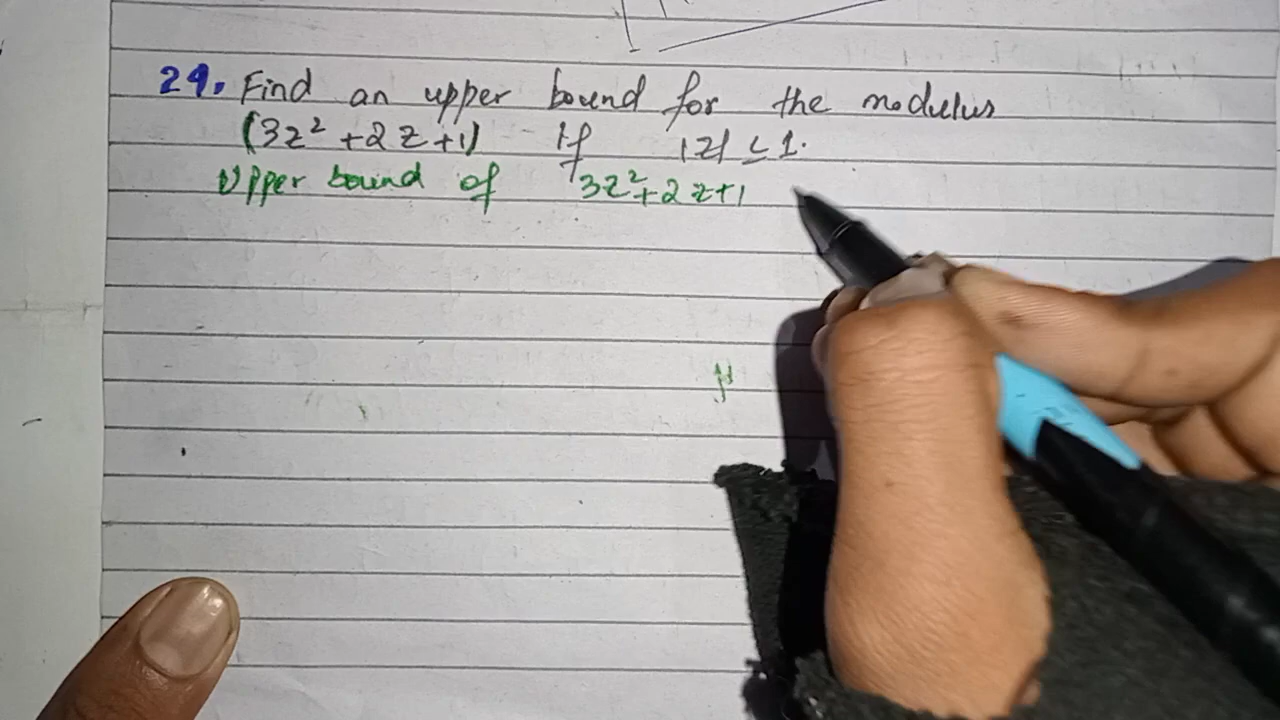 29. Find an upper bound for the modulus
(3z² + 2z + 1) If |z| ≤ 1.
Upper bound of 3z² + 2z + 1